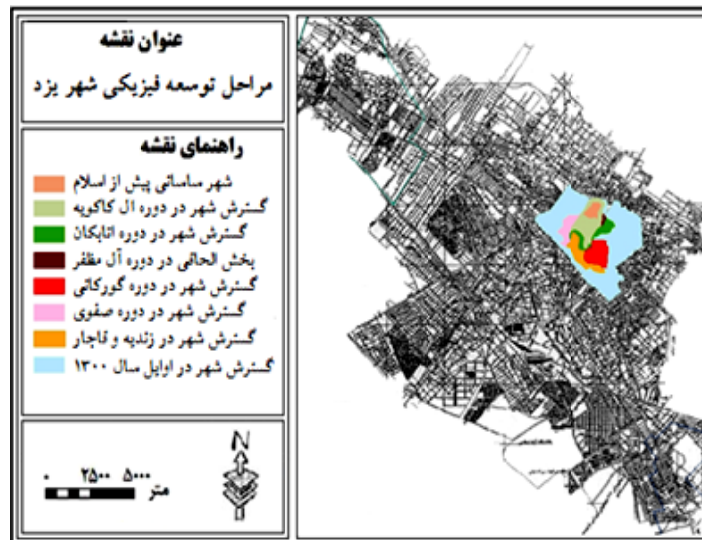 عنوان نقشه
مراحل توسعه فیزیکی شهر یزد
راهنمای نقشه
شهر ساسانی پیش از اسلام
گسترش شهر در دوره ال کاکویه
گسترش شهر در دوره اتابکان
بخش الحاقی در دوره آل مظفر
گسترش شهر در دوره گورکانی
گسترش شهر در دوره صفوی
گسترش شهر در زندیه و قاجار
گسترش شهر در اوایل سال ۱۳۰۰
N
۰ ۲۵۰۰ ۵۰۰۰
متر